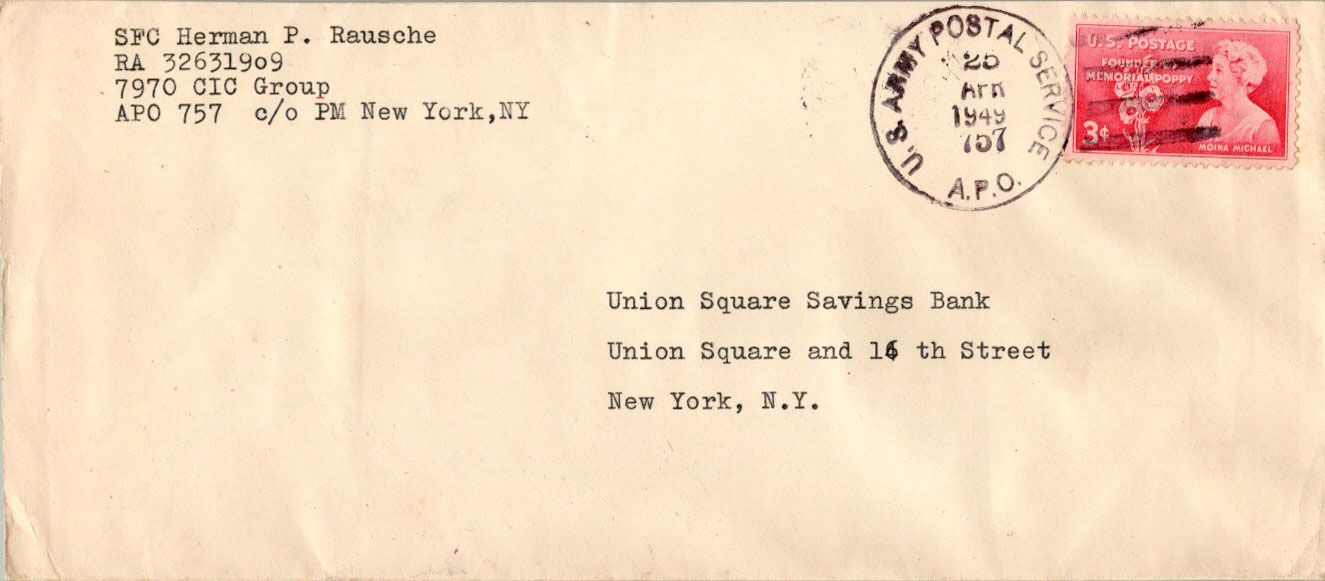 SFC Herman P. Rausche
RA 32631909
7970 CIC Group
APO 757 c/o PM New York,NY
U.S. ARMY POSTAL SERVICE
25
APR
1949
757
A.P.O.
U.S. POSTAGE
FOUNDER OF
MEMORIAL POPPY
3¢
MOINA MICHAEL
Union Square Savings Bank
Union Square and 16 th Street
New York, N.Y.